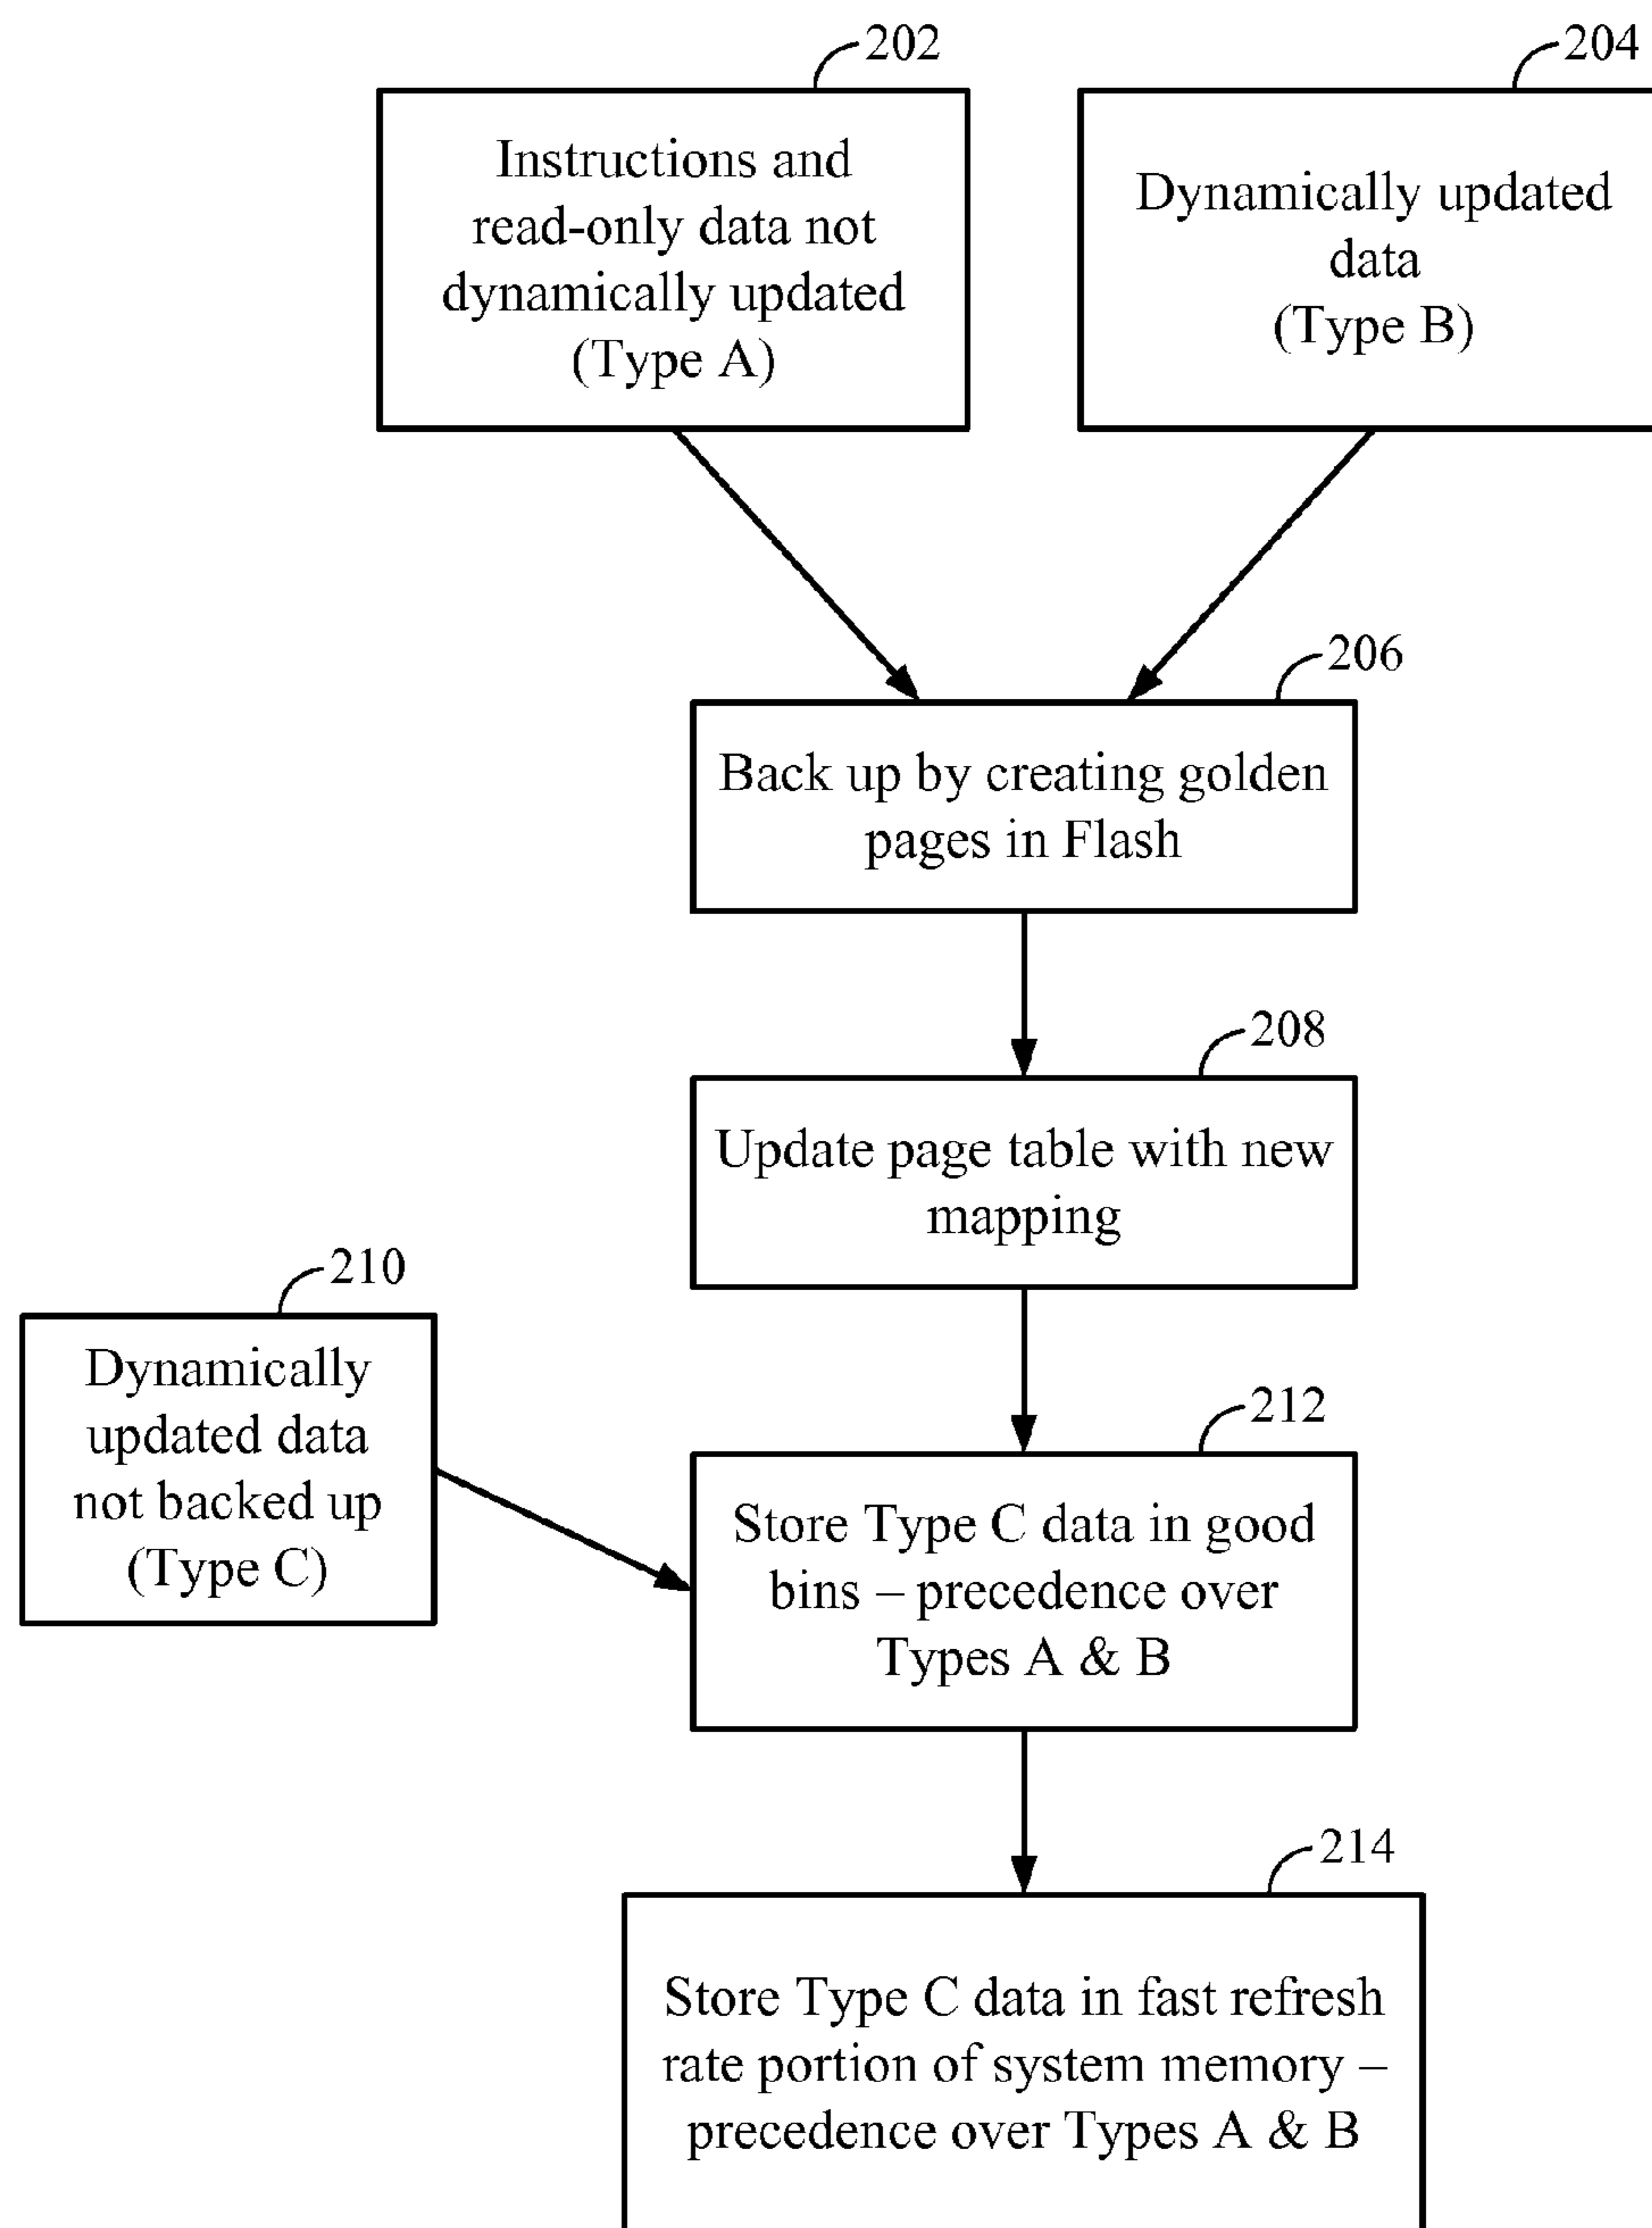 202
Instructions and
read-only data not
dynamically updated
(Type A)
204
Dynamically updated
data
(Type B)
206
Back up by creating golden
pages in Flash
208
Update page table with new
mapping
210
Dynamically
updated data
not backed up
(Type C)
212
Store Type C data in good
bins – precedence over
Types A & B
214
Store Type C data in fast refresh
rate portion of system memory –
precedence over Types A & B